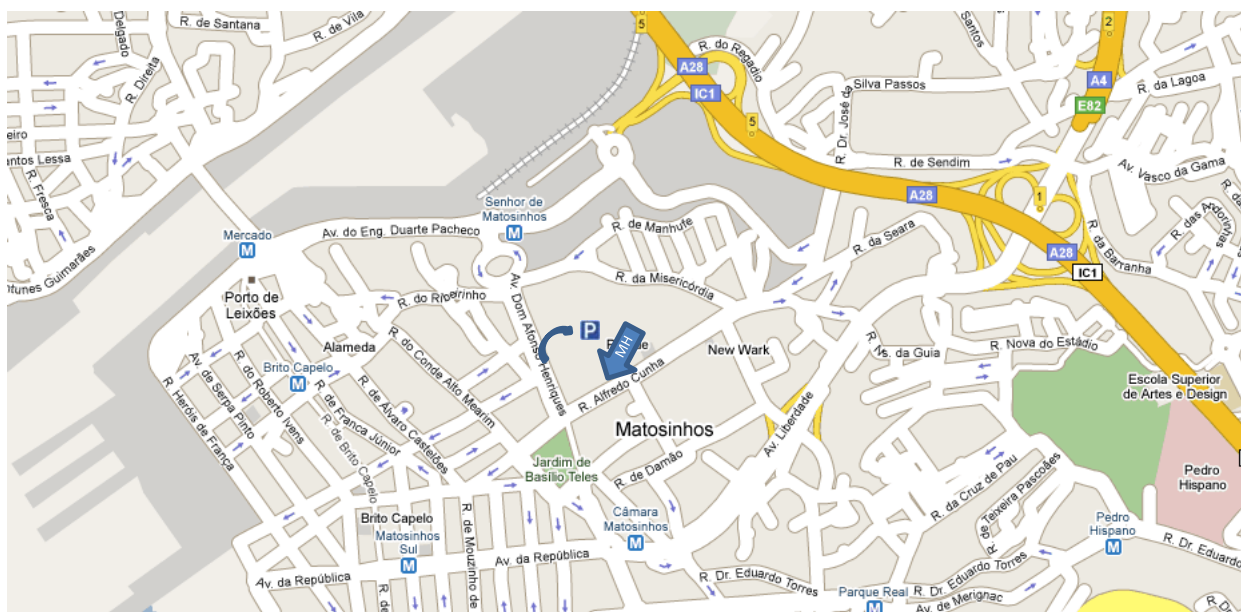 R. de Santana
R. de Vila
Delgado
R. Direita
Santos Lessa
R. Fresca
Guimarães
5
A28
IC1
R. do Regadio
5
Santos
2
A4
E82
R. da Lagoa
Silva Passos
R. Dr. José da
R. de Sendim
Av. Vasco da Gama
A28
1
R. das Andorinhas
R. da Barranha
A28
IC1
Senhor de
Matosinhos
M
Mercado
M
Av. do Eng. Duarte Pacheco
R. de Manhufe
R. da Seara
R. da Misericórdia
Porto de
Leixões
R. do Ribeirinho
Av. Dom Afonso Henriques
P
MH
New Wark
da Guia
R. Nova do Estádio
Alameda
R. do Conde Alto Mearim
Brito Capelo
M
R. Alfredo Cunha
Escola Superior
de Artes e Design
Av. de Serpa Pinto
R. do Roberto Ivens
R. de Álvaro Castelões
R. Heróis de França
R. de França Júnior
R. de Brito Capelo
Matosinhos
Av. Liberdade
Jardim de
Basílio Teles
R. de Damão
R. da Cruz de Pau
R. de Teixeira Pascoães
Pedro
Hispano
Câmara
Matosinhos
M
Brito Capelo
Matosinhos
Sul
M
R. de Mouzinho de
Pedro
Hispano
M
Av. da República
Av. da República
R. Dr. Eduardo Torres
R. Dr. Eduardo Torres
R. Dr. Eduardo
Parque Real
M
Av. de Merignac